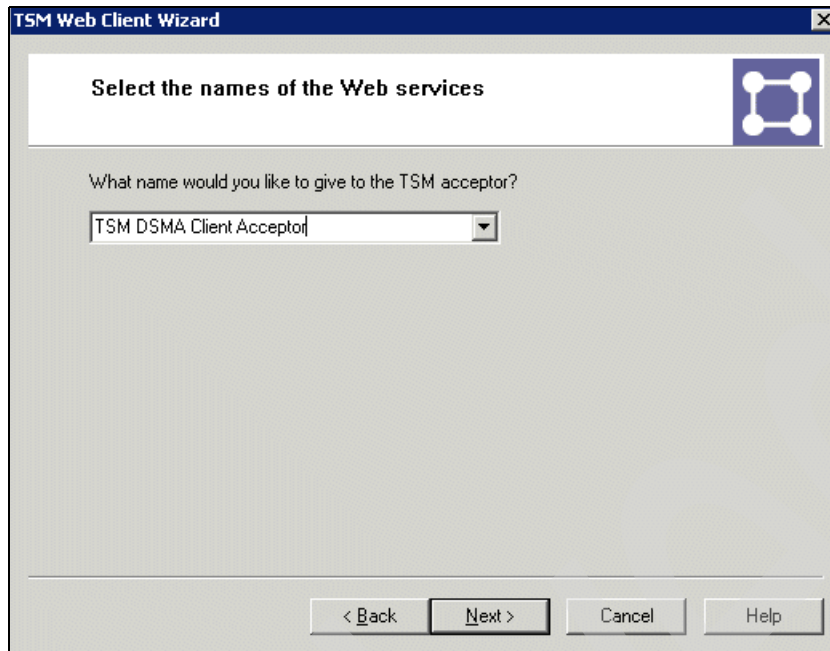 TSM Web Client Wizard
Select the names of the Web services
What name would you like to give to the TSM acceptor?
TSM DSMA Client Acceptor
< Back Next > Cancel Help